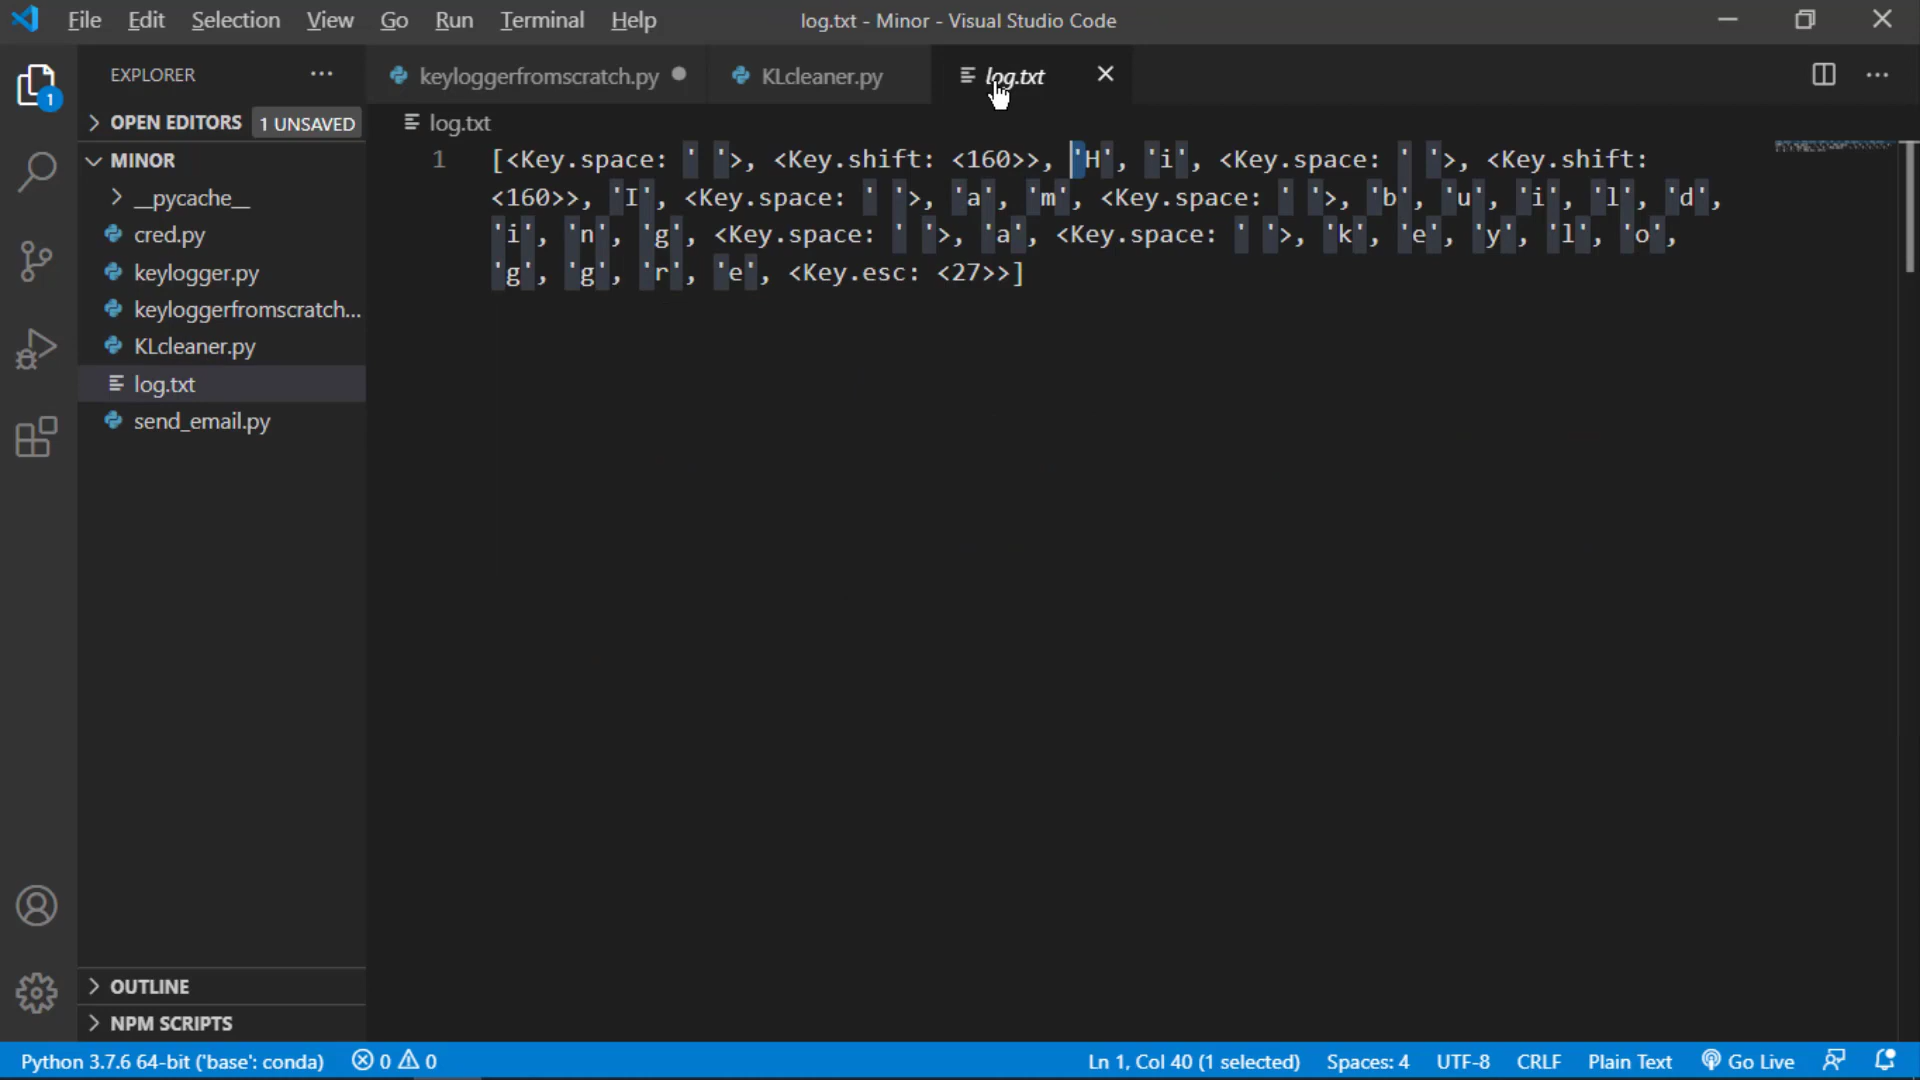 File Edit Selection View Go Run Terminal Help log.txt - Minor - Visual Studio Code
EXPLORER
keyloggerfromscratch.py KLcleaner.py log.txt
OPEN EDITORS 1 UNSAVED
log.txt
MINOR
__pycache__
cred.py
keylogger.py
keyloggerfromscratch...
KLcleaner.py
log.txt
send_email.py
1 [<Key.space: ' '>, <Key.shift: <160>>, 'H', 'i', <Key.space: ' '>, <Key.shift:
<160>>, 'I', <Key.space: ' '>, 'a', 'm', <Key.space: ' '>, 'b', 'u', 'i', 'l', 'd',
'i', 'n', 'g', <Key.space: ' '>, 'a', <Key.space: ' '>, 'k', 'e', 'y', 'l', 'o',
'g', 'g', 'r', 'e', <Key.esc: <27>>]
OUTLINE
NPM SCRIPTS
1
Python 3.7.6 64-bit ('base': conda) 0 0 Ln 1, Col 40 (1 selected) Spaces: 4 UTF-8 CRLF Plain Text Go Live